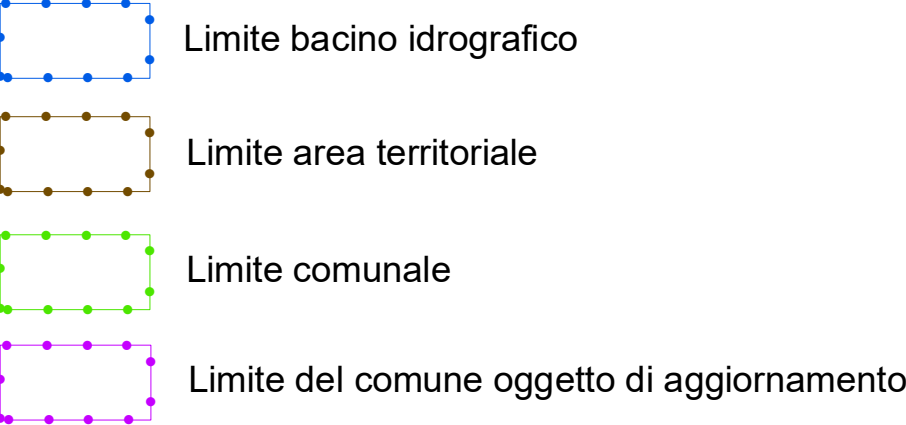 Limite bacino idrografico
Limite area territoriale
Limite comunale
Limite del comune oggetto di aggiornamento